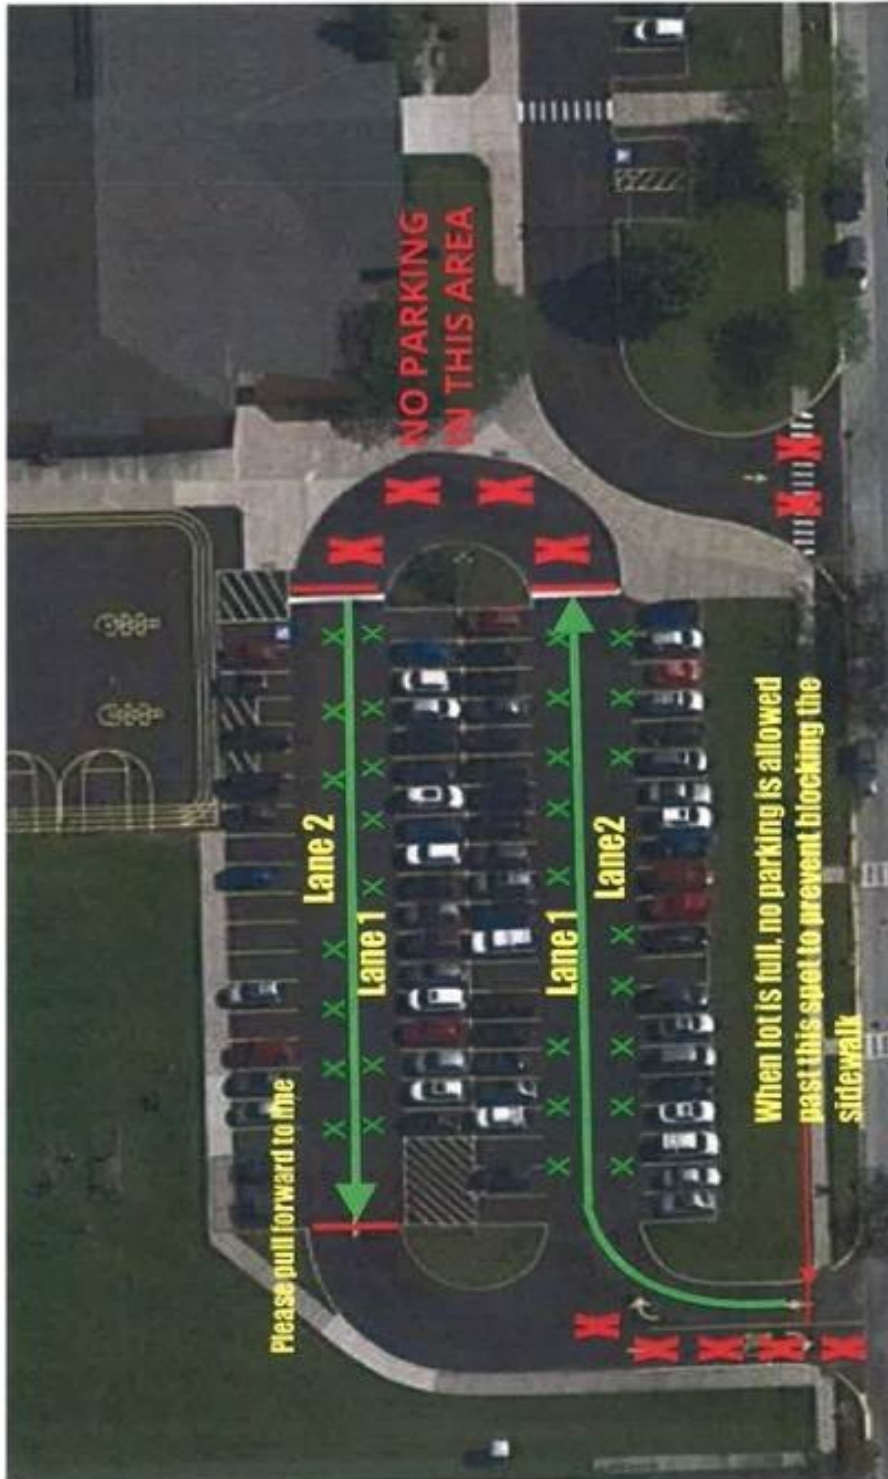 NO PARKING
IN THIS AREA
Lane 2
Lane 1
Lane 1
Lane2
Please pull forward to line
When lot is full, no parking is allowed
past this spot to prevent blocking the
sidewalk